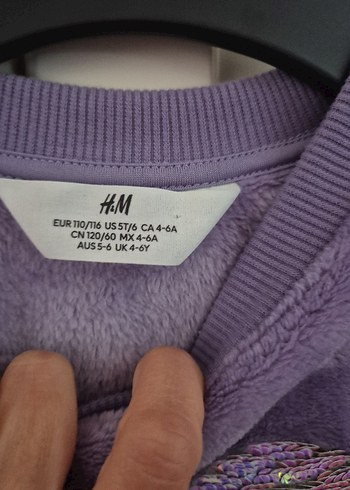 H&M
EUR 110/116 US 5T/6 CA 4-6A
CN 120/60 MX 4-6A
AUS 5-6 UK 4-6Y